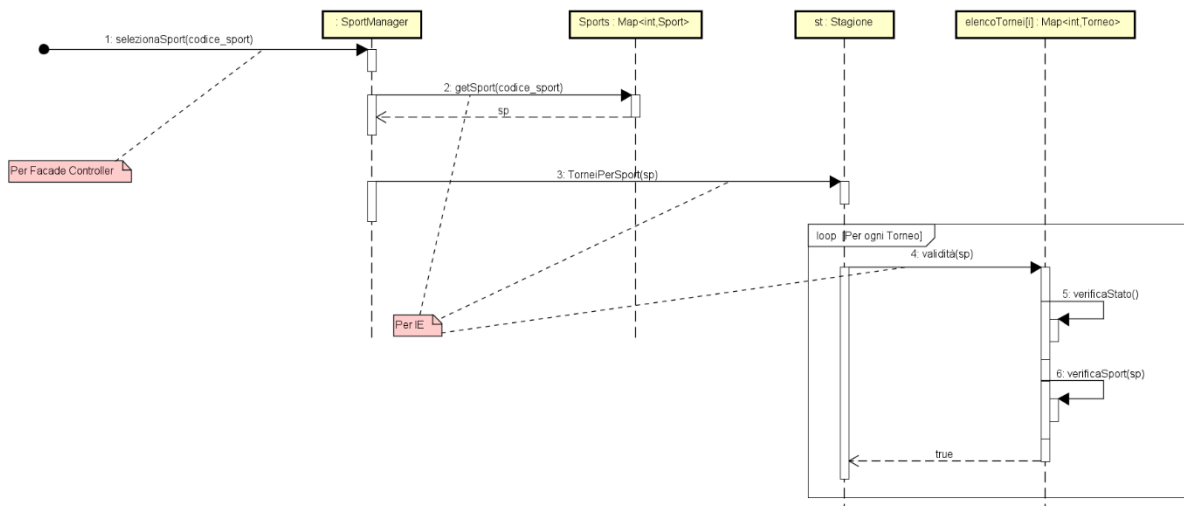 : SportManager
Sports : Map<int,Sport>
st : Stagione
elencoTornei[i] : Map<int,Torneo>
1: selezionaSport(codice_sport)
2: getSport(codice_sport)
sp
Per Facade Controller
3: TorneiPerSport(sp)
loop [Per ogni Torneo]
4: validità(sp)
5: verificaStato()
Per IE
6: verificaSport(sp)
true